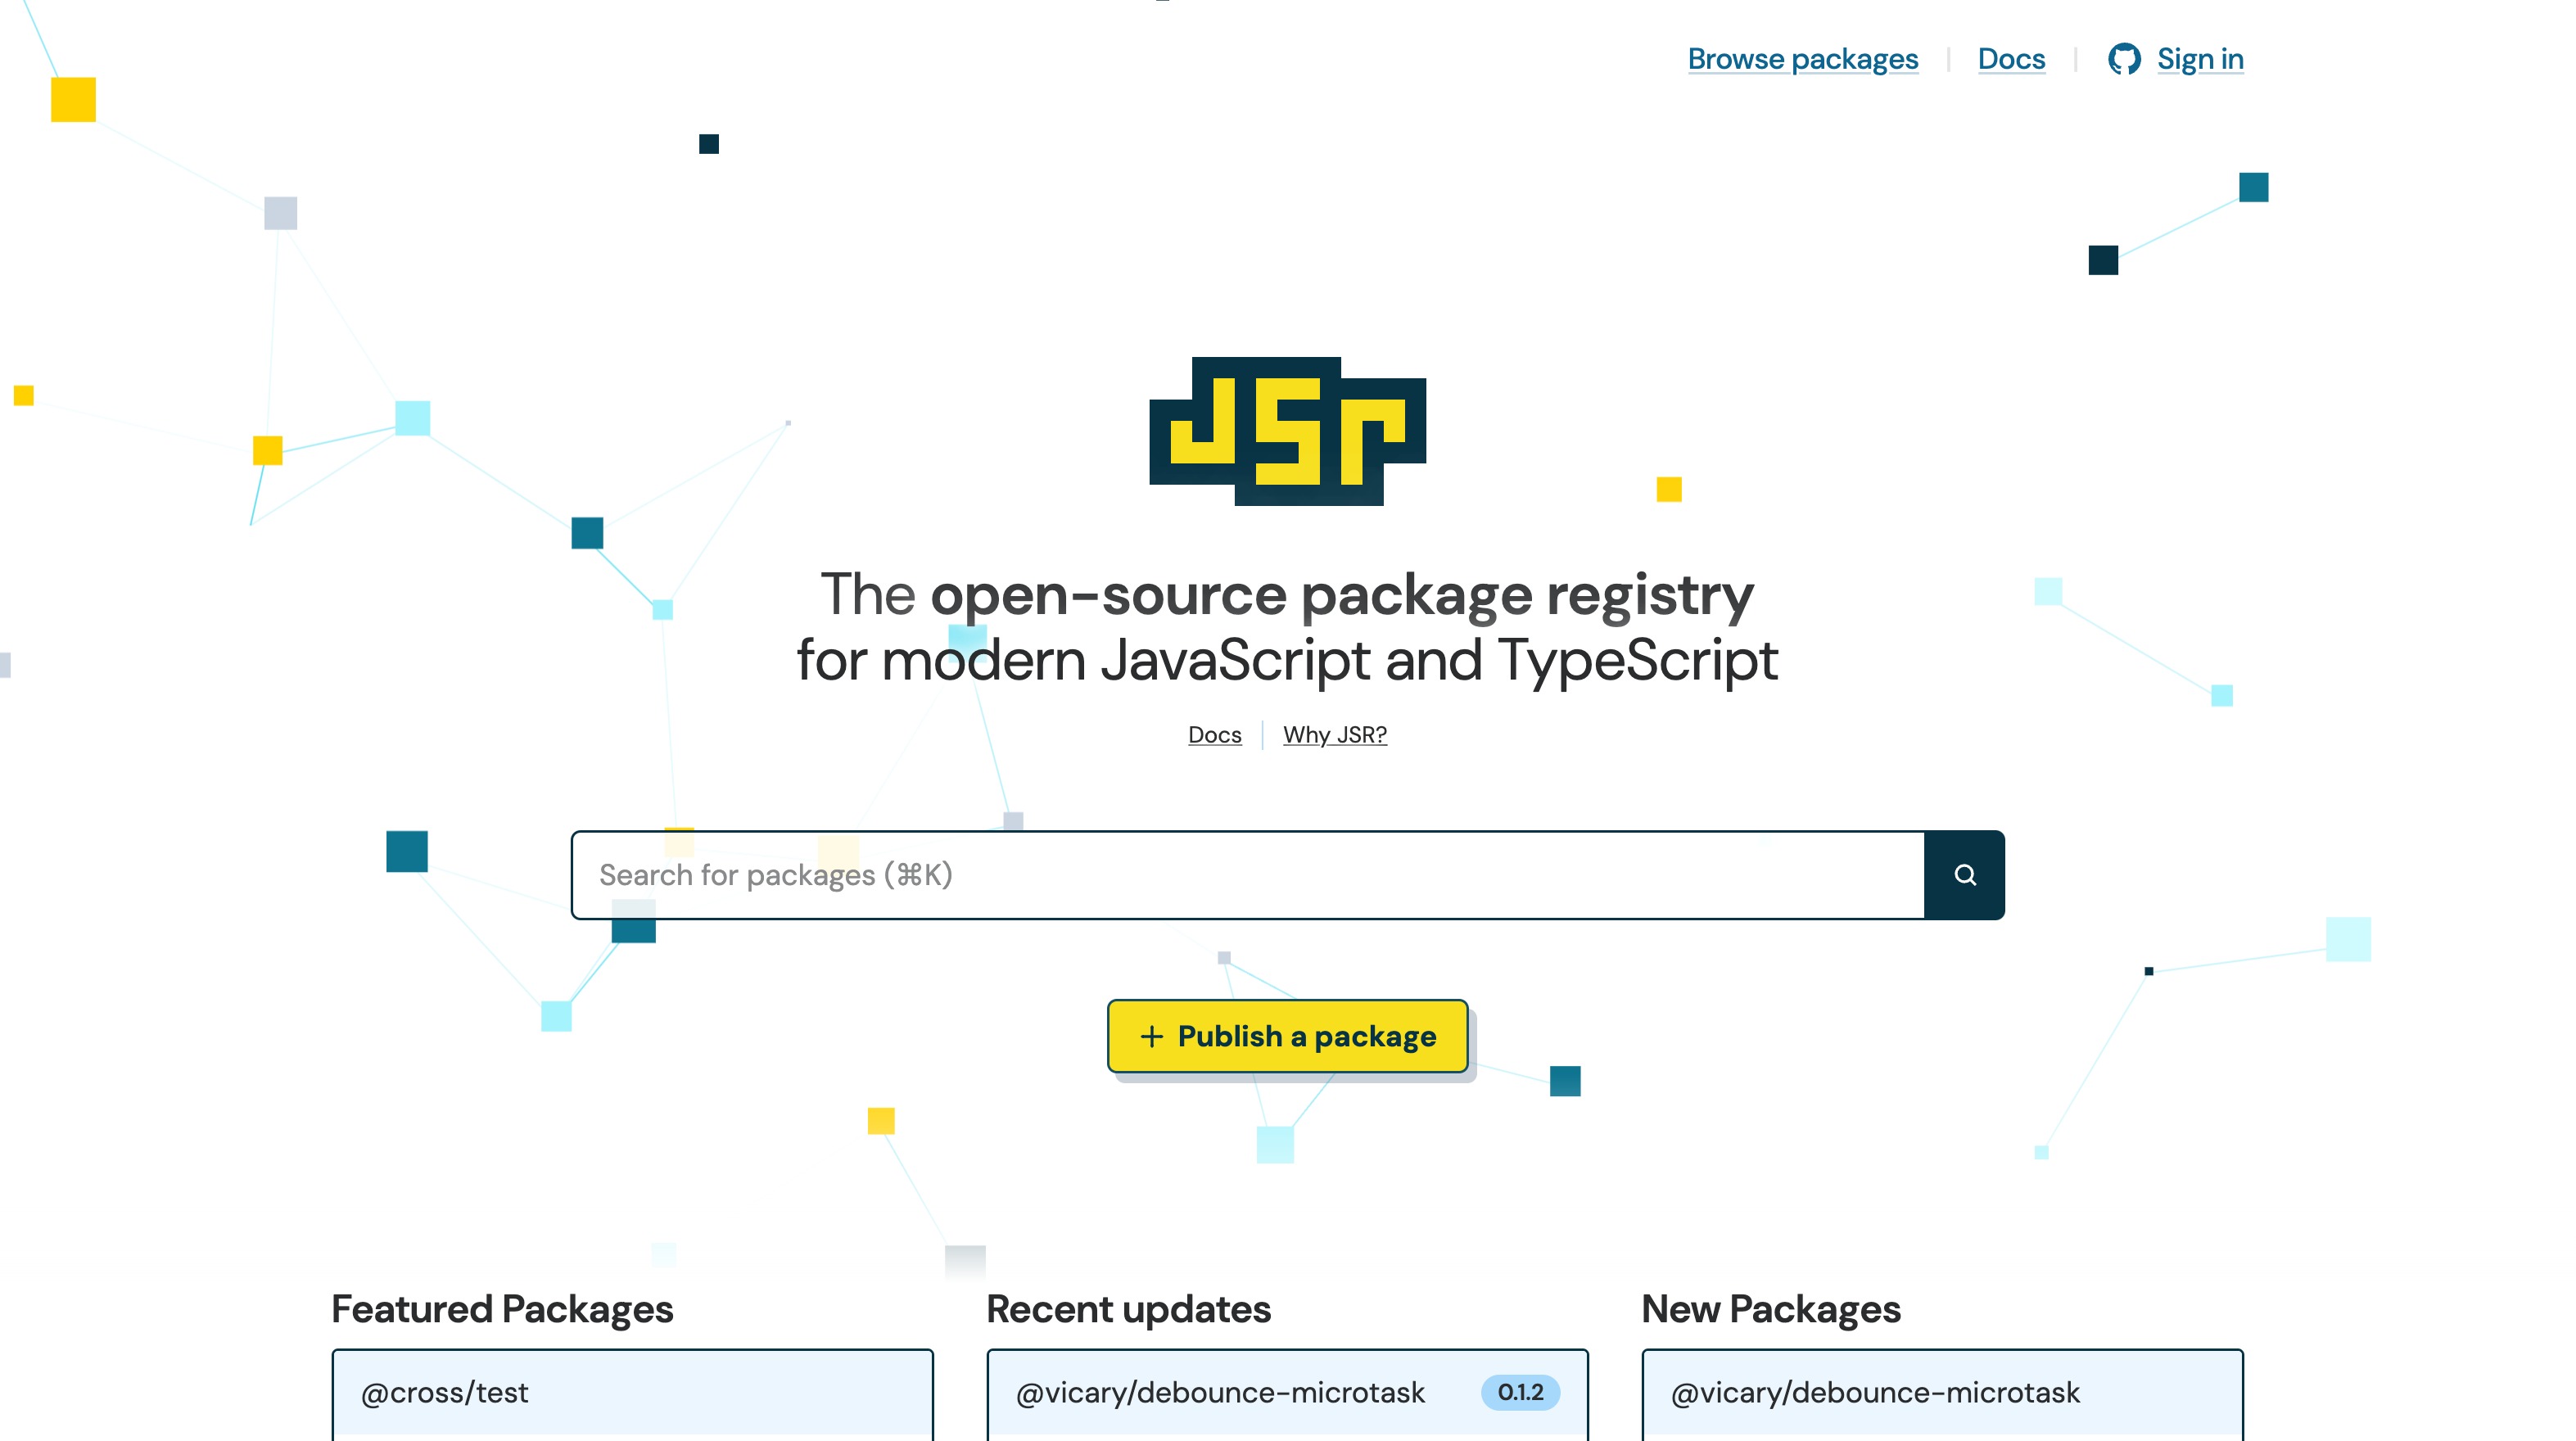 Browse packages
Docs
Sign in
JSR
The open-source package registry
for modern JavaScript and TypeScript
Docs
Why JSR?
Search for packages (⌘K)
Publish a package
Featured Packages
Recent updates
New Packages
@cross/test
@vicary/debounce-microtask 0.1.2
@vicary/debounce-microtask